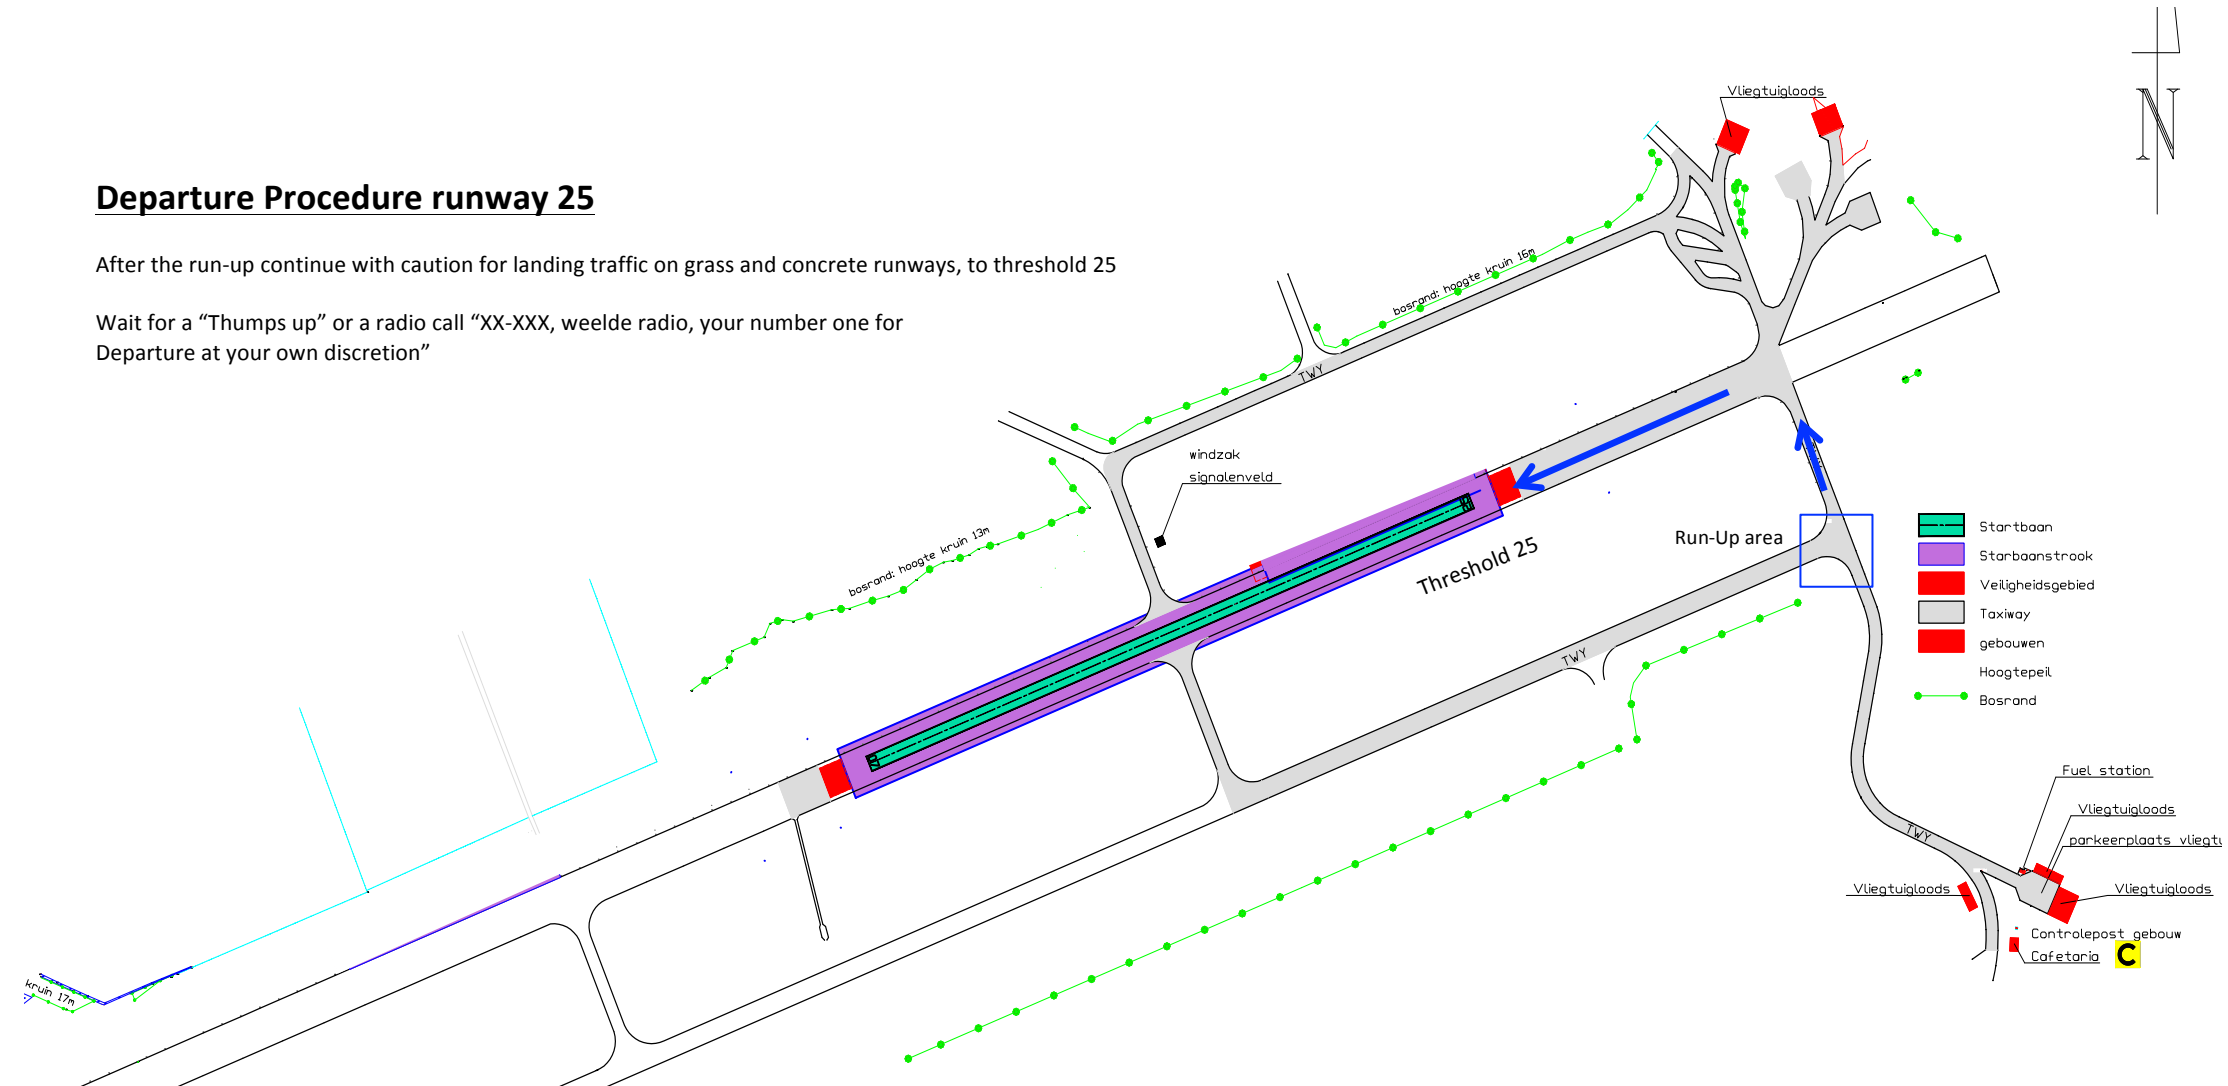 N
Vliegtuigloods
Departure Procedure runway 25
After the run-up continue with caution for landing traffic on grass and concrete runways, to threshold 25
Wait for a “Thumps up” or a radio call “XX-XXX, weelde radio, your number one for
Departure at your own discretion”
bosrand: hoogte kruin 16m
TWY
windzak
signalenveld
bosrand: hoogte kruin 13m
Threshold 25
Run-Up area
Startbaan
Starbaanstrook
Veiligheidsgebied
Taxiway
gebouwen
Hoogtepeil
Bosrand
TWY
Fuel station
Vliegtuigloods
TWY
parkeerplaats vliegtu
Vliegtuigloods
Vliegtuigloods
Controlepost gebouw
Cafetaria C
kruin 17m